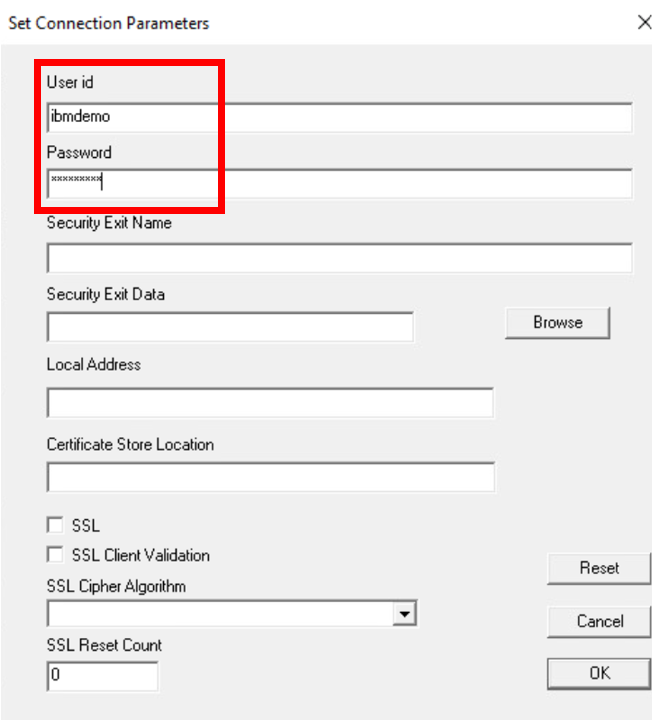 Set Connection Parameters
User id
ibmdemo
Password
*********
Security Exit Name
Security Exit Data
Browse
Local Address
Certificate Store Location
SSL
SSL Client Validation
Reset
SSL Cipher Algorithm
Cancel
SSL Reset Count
0
OK